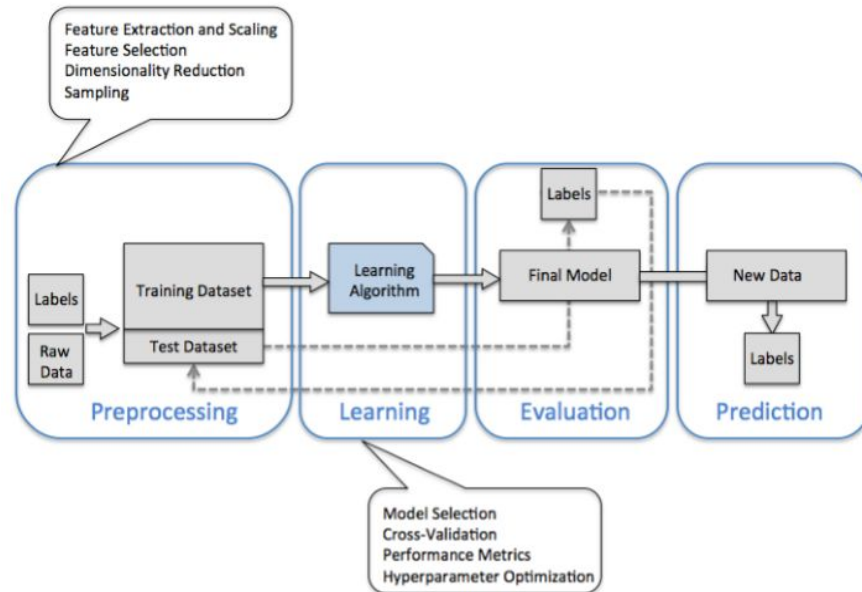 Feature Extraction and Scaling
Feature Selection
Dimensionality Reduction
Sampling
Labels
Raw
Data
Training Dataset
Test Dataset
Preprocessing
Learning
Algorithm
Learning
Labels
Final Model
Evaluation
New Data
Labels
Prediction
Model Selection
Cross-Validation
Performance Metrics
Hyperparameter Optimization